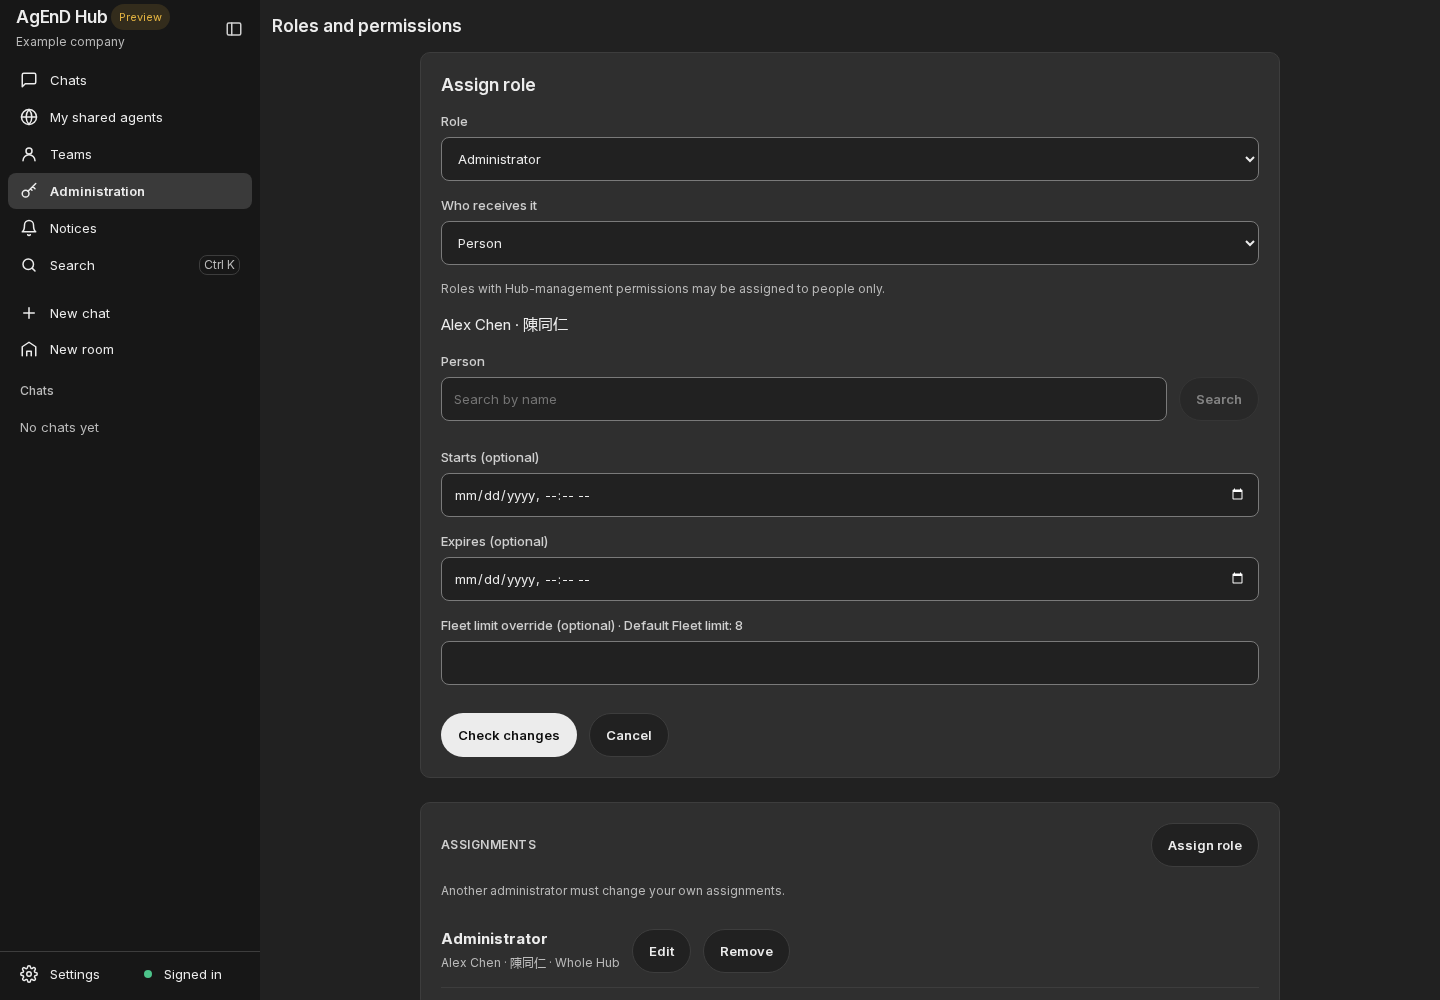 AgEnD Hub Preview
Example company
Chats
My shared agents
Teams
Administration
Notices
Search Ctrl K
New chat
New room
Chats
No chats yet
Settings
Signed in
Roles and permissions
Assign role
Role
Administrator
Who receives it
Person
Roles with Hub-management permissions may be assigned to people only.
Alex Chen · 陳同仁
Person
Search by name
Search
Starts (optional)
mm/dd/yyyy, --:-- --
Expires (optional)
mm/dd/yyyy, --:-- --
Fleet limit override (optional) · Default Fleet limit: 8
Check changes
Cancel
ASSIGNMENTS
Assign role
Another administrator must change your own assignments.
Administrator
Alex Chen · 陳同仁 · Whole Hub
Edit
Remove